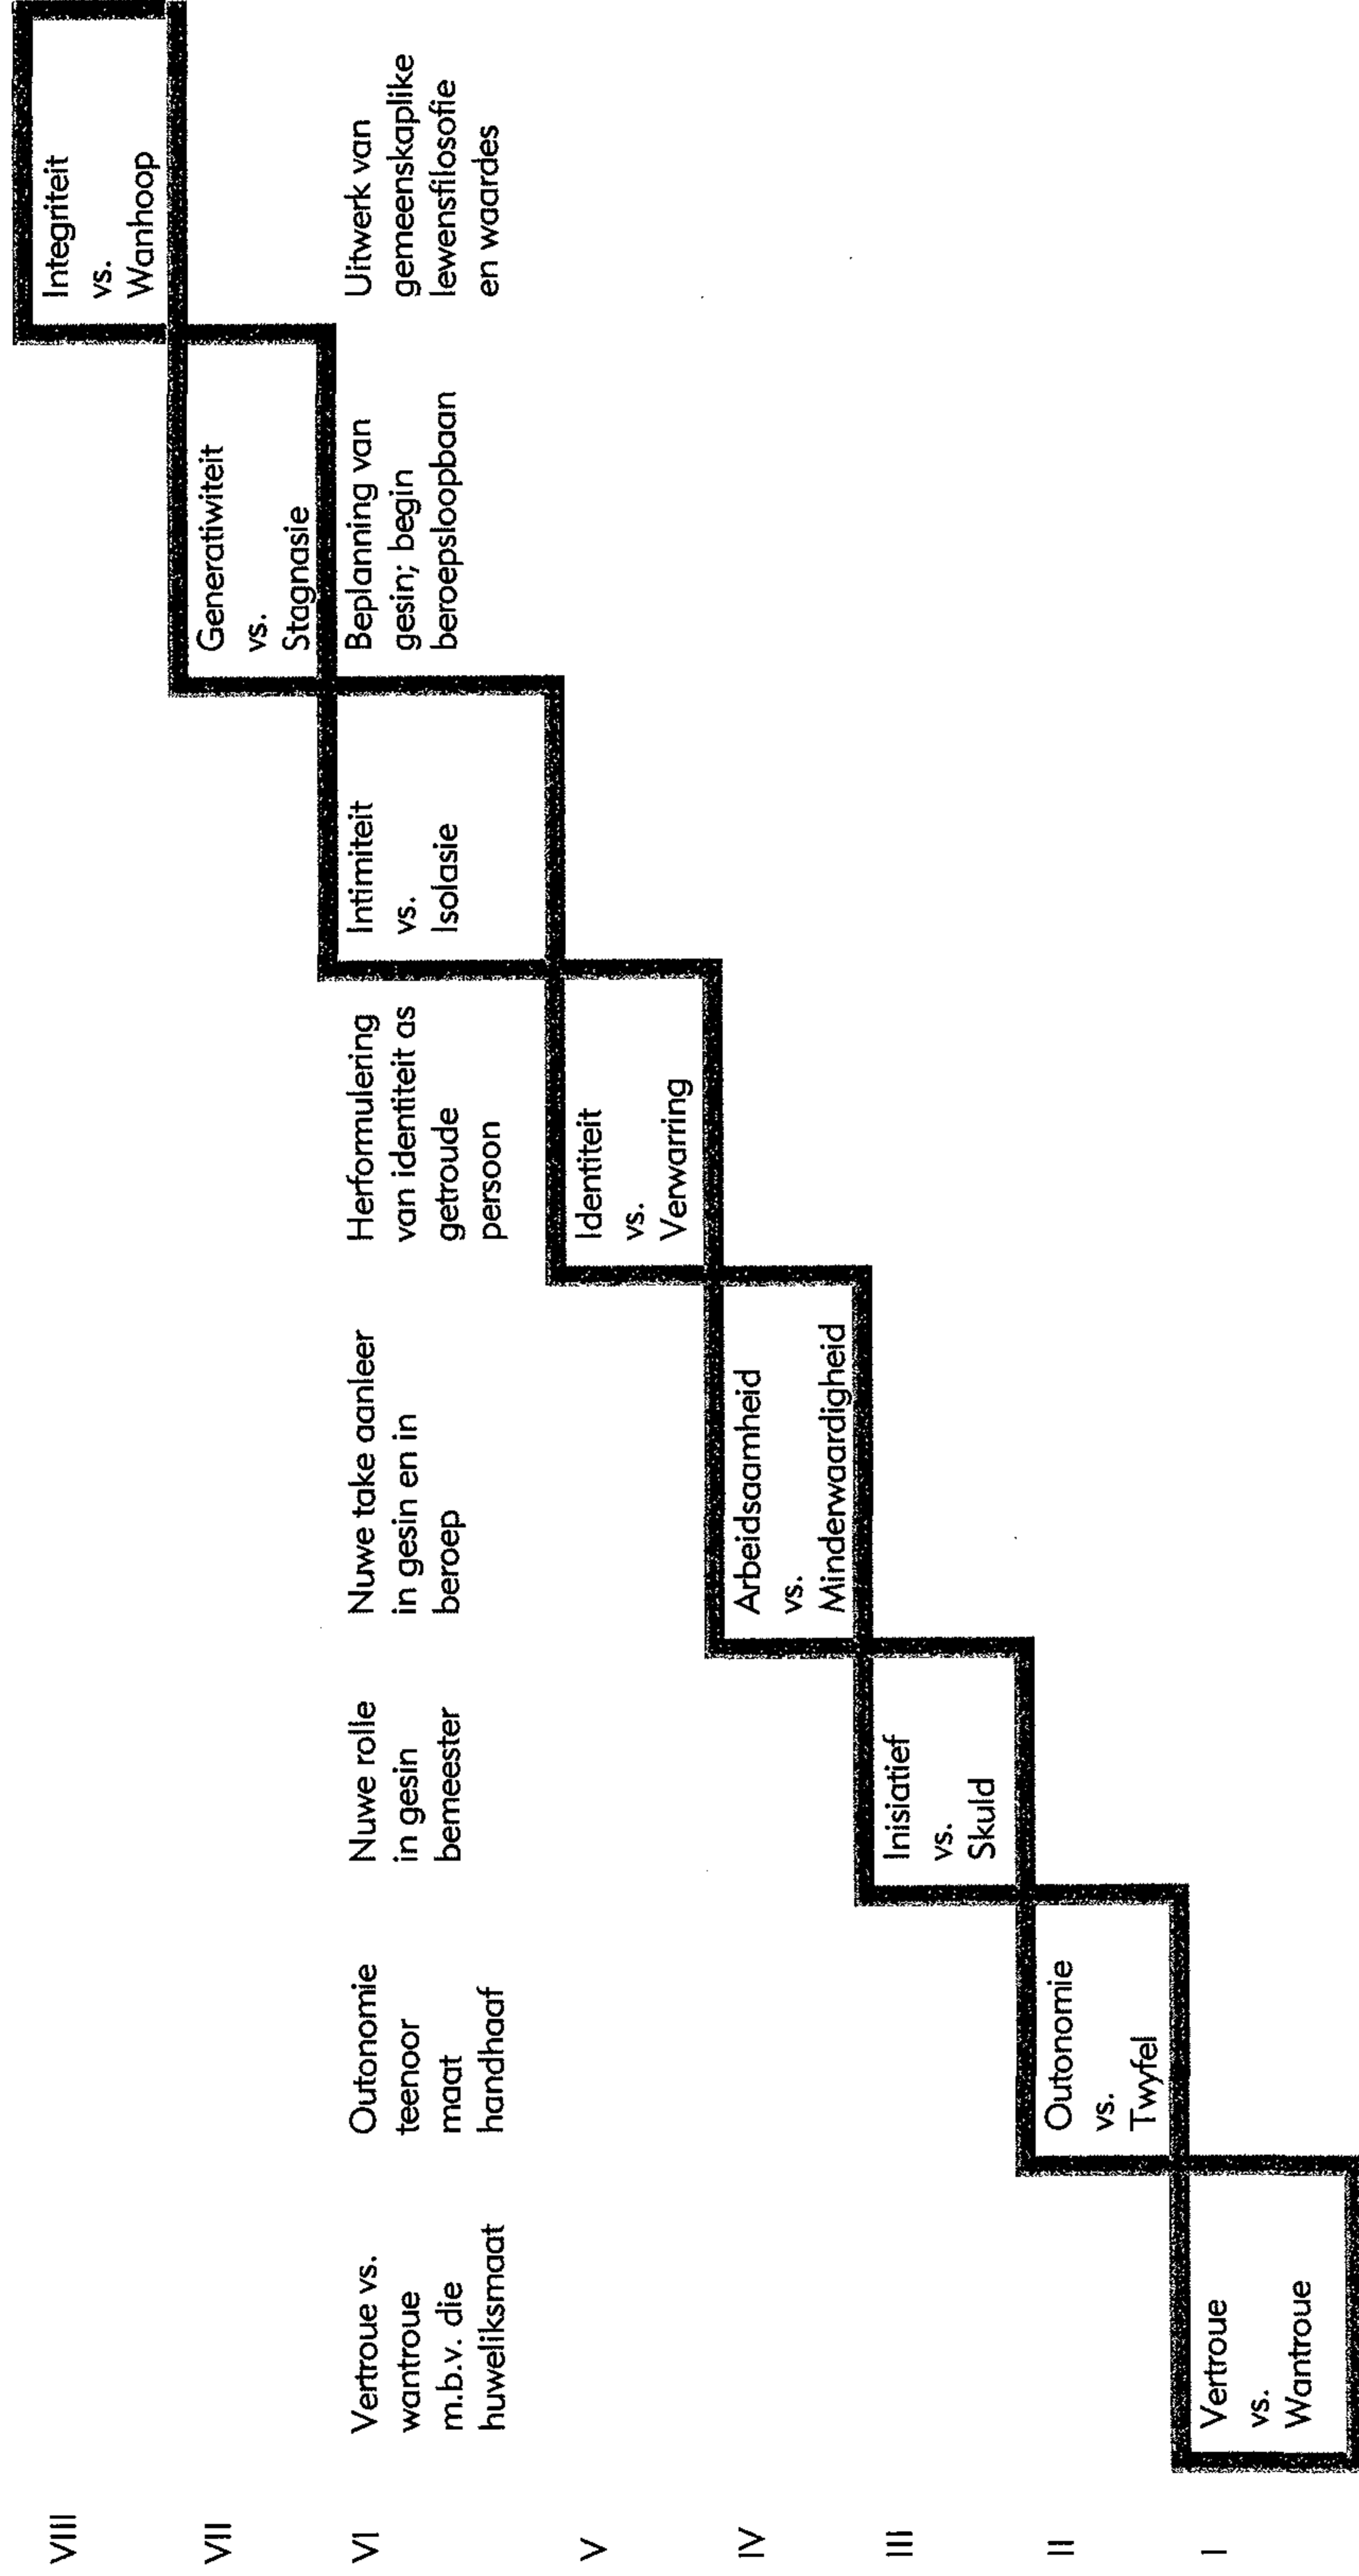 VIII
Integriteit
vs.
Wanhoop
VII
Generatiwiteit
vs.
Stagnasie
VI
Vertroue vs.
wantroue
m.b.v. die
huweliksmaat
Outonomie
teenoor
maat
handhaaf
Nuwe rolle
in gesin
bemeester
Nuwe take aanleer
in gesin en in
beroep
Herformulering
van identiteit as
getroude
persoon
Intimiteit
vs.
Isolasie
Beplanning van
gesin; begin
beroepsloopbaan
Uitwerk van
gemeenskaplike
lewensfilosofie
en waardes
V
Identiteit
vs.
Verwarring
IV
Arbeidsaamheid
vs.
Minderwaardigheid
III
Inisiatief
vs.
Skuld
II
Outonomie
vs.
Twyfel
I
Vertroue
vs.
Wantroue